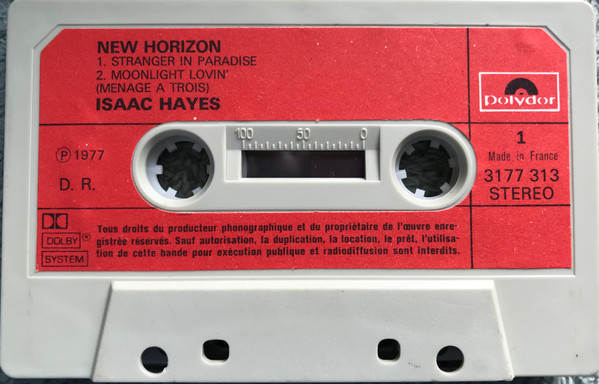 NEW HORIZON
1. STRANGER IN PARADISE
2. MOONLIGHT LOVIN'
(MENAGE A TROIS)
ISAAC HAYES
polydor
℗ 1977
D. R.
100 50 0
1
Made in France
3177 313
STEREO
DOLBY ®
SYSTEM
Tous droits du producteur phonographique et du propriétaire de l'œuvre enre-
gistrée réservés. Sauf autorisation, la duplication, la location, le prêt, l'utilisa-
tion de cette bande pour exécution publique et radiodiffusion sont interdits.